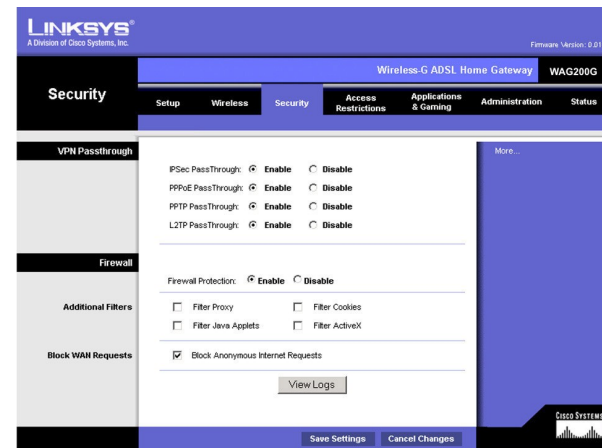 LINKSYS®
A Division of Cisco Systems, Inc.
Firmware Version: 0.01
Wireless-G ADSL Home Gateway WAG200G
Security
Setup Wireless Security Access Restrictions Applications & Gaming Administration Status
VPN Passthrough
More...
IPSec PassThrough: Enable Disable
PPPoE PassThrough: Enable Disable
PPTP PassThrough: Enable Disable
L2TP PassThrough: Enable Disable
Firewall
Firewall Protection: Enable Disable
Additional Filters
Filter Proxy Filter Cookies
Filter Java Applets Filter ActiveX
Block WAN Requests
Block Anonymous Internet Requests
View Logs
Save Settings Cancel Changes
CISCO SYSTEMS